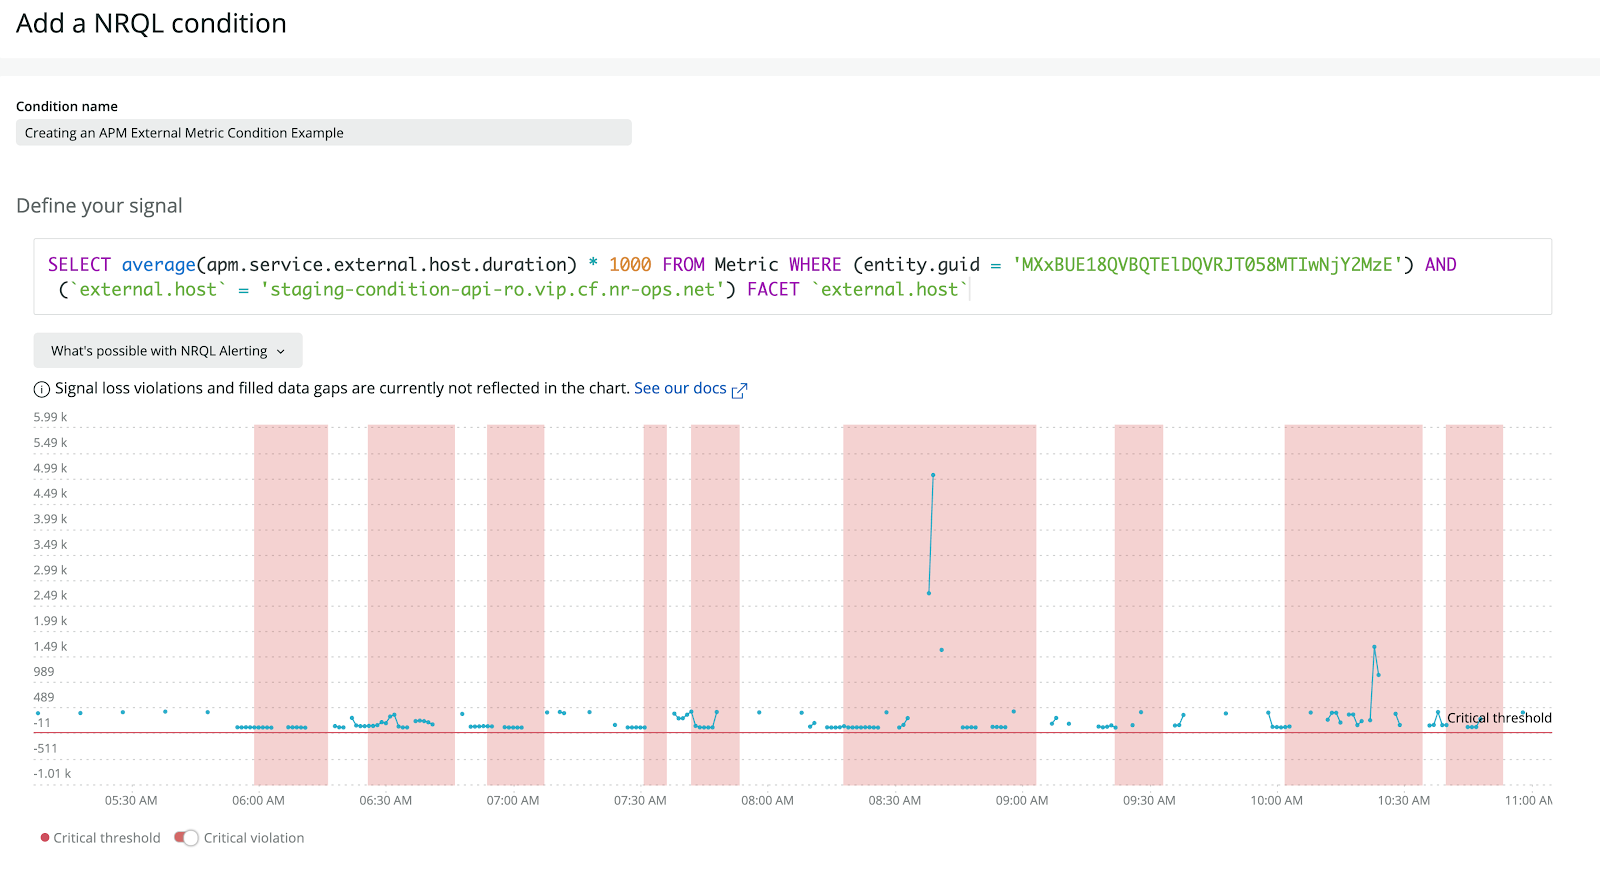 Add a NRQL condition
Condition name
Creating an APM External Metric Condition Example
Define your signal
SELECT average(apm.service.external.host.duration) * 1000 FROM Metric WHERE (entity.guid = 'MXxBUE18QVBQTElDQVRJT058MTIwNjY2MzE') AND
(`external.host` = 'staging-condition-api-ro.vip.cf.nr-ops.net') FACET `external.host`
What's possible with NRQL Alerting
Signal loss violations and filled data gaps are currently not reflected in the chart. See our docs
5.99 k
5.49 k
4.99 k
4.49 k
3.99 k
3.49 k
2.99 k
2.49 k
1.99 k
1.49 k
989
489
-11
Critical threshold
-511
-1.01 k
05:30 AM 06:00 AM 06:30 AM 07:00 AM 07:30 AM 08:00 AM 08:30 AM 09:00 AM 09:30 AM 10:00 AM 10:30 AM 11:00 AM
Critical threshold Critical violation